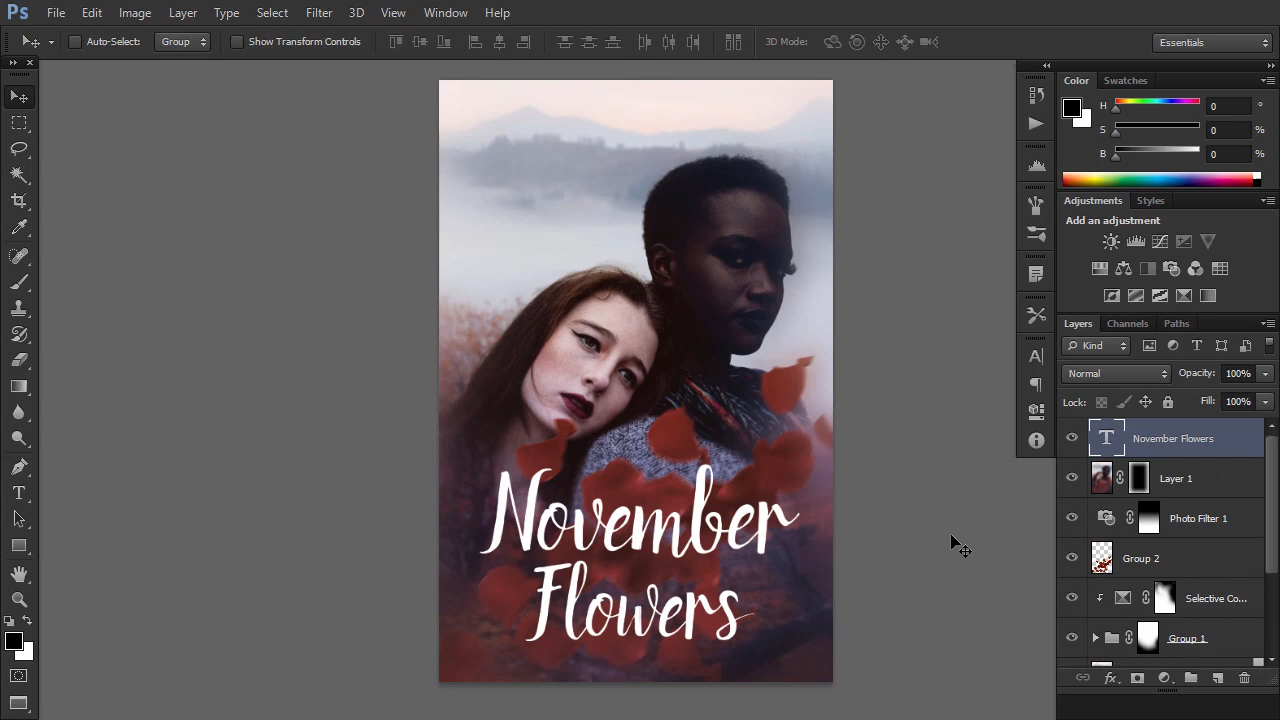 Ps File Edit Image Layer Type Select Filter 3D View Window Help
Auto-Select: Group Show Transform Controls 3D Mode: Essentials
Color Swatches
H 0 °
S 0 %
B 0 %
Adjustments Styles
Add an adjustment
Layers Channels Paths
Kind
Normal Opacity: 100%
Lock: Fill: 100%
November Flowers
Layer 1
Photo Filter 1
Group 2
Selective Co...
Group 1
November
Flowers